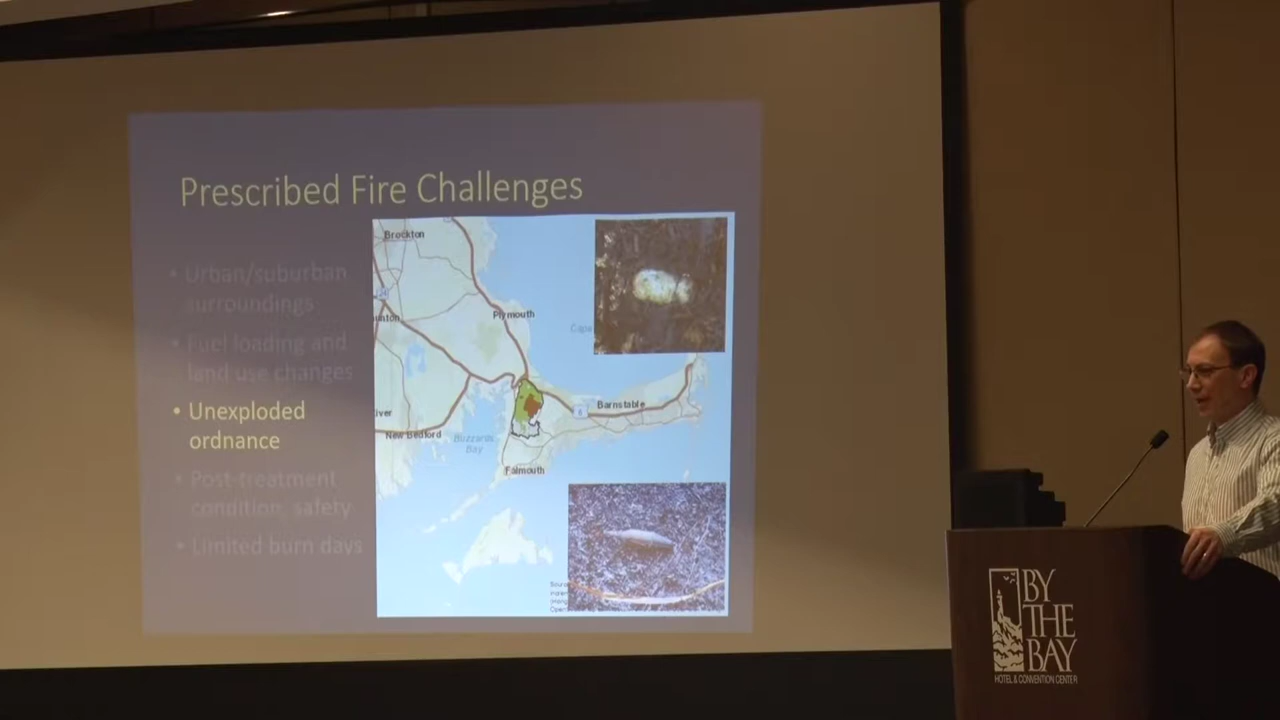 Prescribed Fire Challenges
• Urban/suburban
surroundings
• Fuel loading and
land use changes
• Unexploded
ordnance
• Post-treatment
condition, safety
• Limited burn days
Brockton
Plymouth
Barnstable
6
New Bedford
Buzzards
Bay
Falmouth
BY
THE
BAY
HOTEL & CONVENTION CENTER